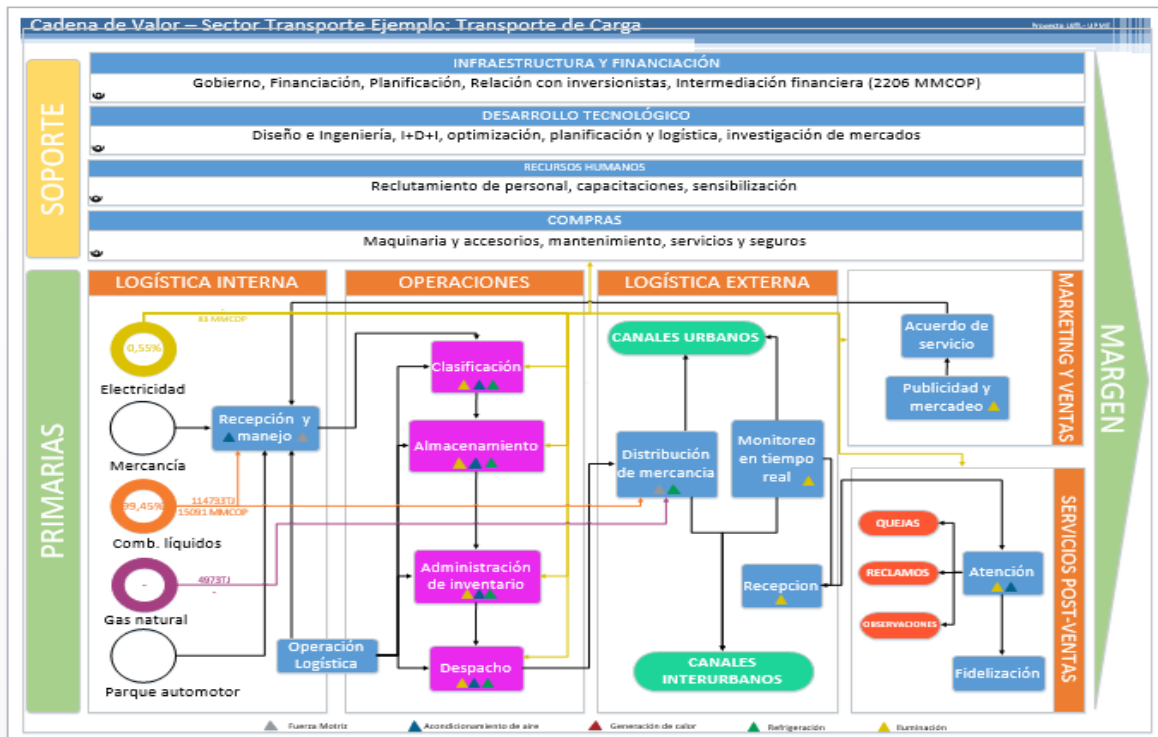 Cadena de Valor – Sector Transporte Ejemplo: Transporte de Carga
SOPORTE
INFRAESTRUCTURA Y FINANCIACIÓN
Gobierno, Financiación, Planificación, Relación con inversionistas, Intermediación financiera (2206 MMCOP)
DESARROLLO TECNOLÓGICO
Diseño e Ingeniería, I+D+I, optimización, planificación y logística, investigación de mercados
RECURSOS HUMANOS
Reclutamiento de personal, capacitaciones, sensibilización
COMPRAS
Maquinaria y accesorios, mantenimiento, servicios y seguros
MARGEN
PRIMARIAS
LOGÍSTICA INTERNA
83 MMCOP
0,55%
Electricidad
Mercancía
99,45%
114793TJ
15091 MMCOP
Comb. líquidos
-
4973TJ
-
Gas natural
Parque automotor
Recepción y
manejo
Operación
Logística
OPERACIONES
Clasificación
Almacenamiento
Administración
de inventario
Despacho
LOGÍSTICA EXTERNA
CANALES URBANOS
Distribución
de mercancia
Monitoreo
en tiempo
real
Recepcion
CANALES
INTERURBANOS
MARKETING Y VENTAS
Acuerdo de
servicio
Publicidad y
mercadeo
SERVICIOS POST-VENTAS
QUEJAS
RECLAMOS
OBSERVACIONES
Atención
Fidelización
Fuerza Motriz
Acondicionamiento de aire
Generación de calor
Refrigeración
Iluminación